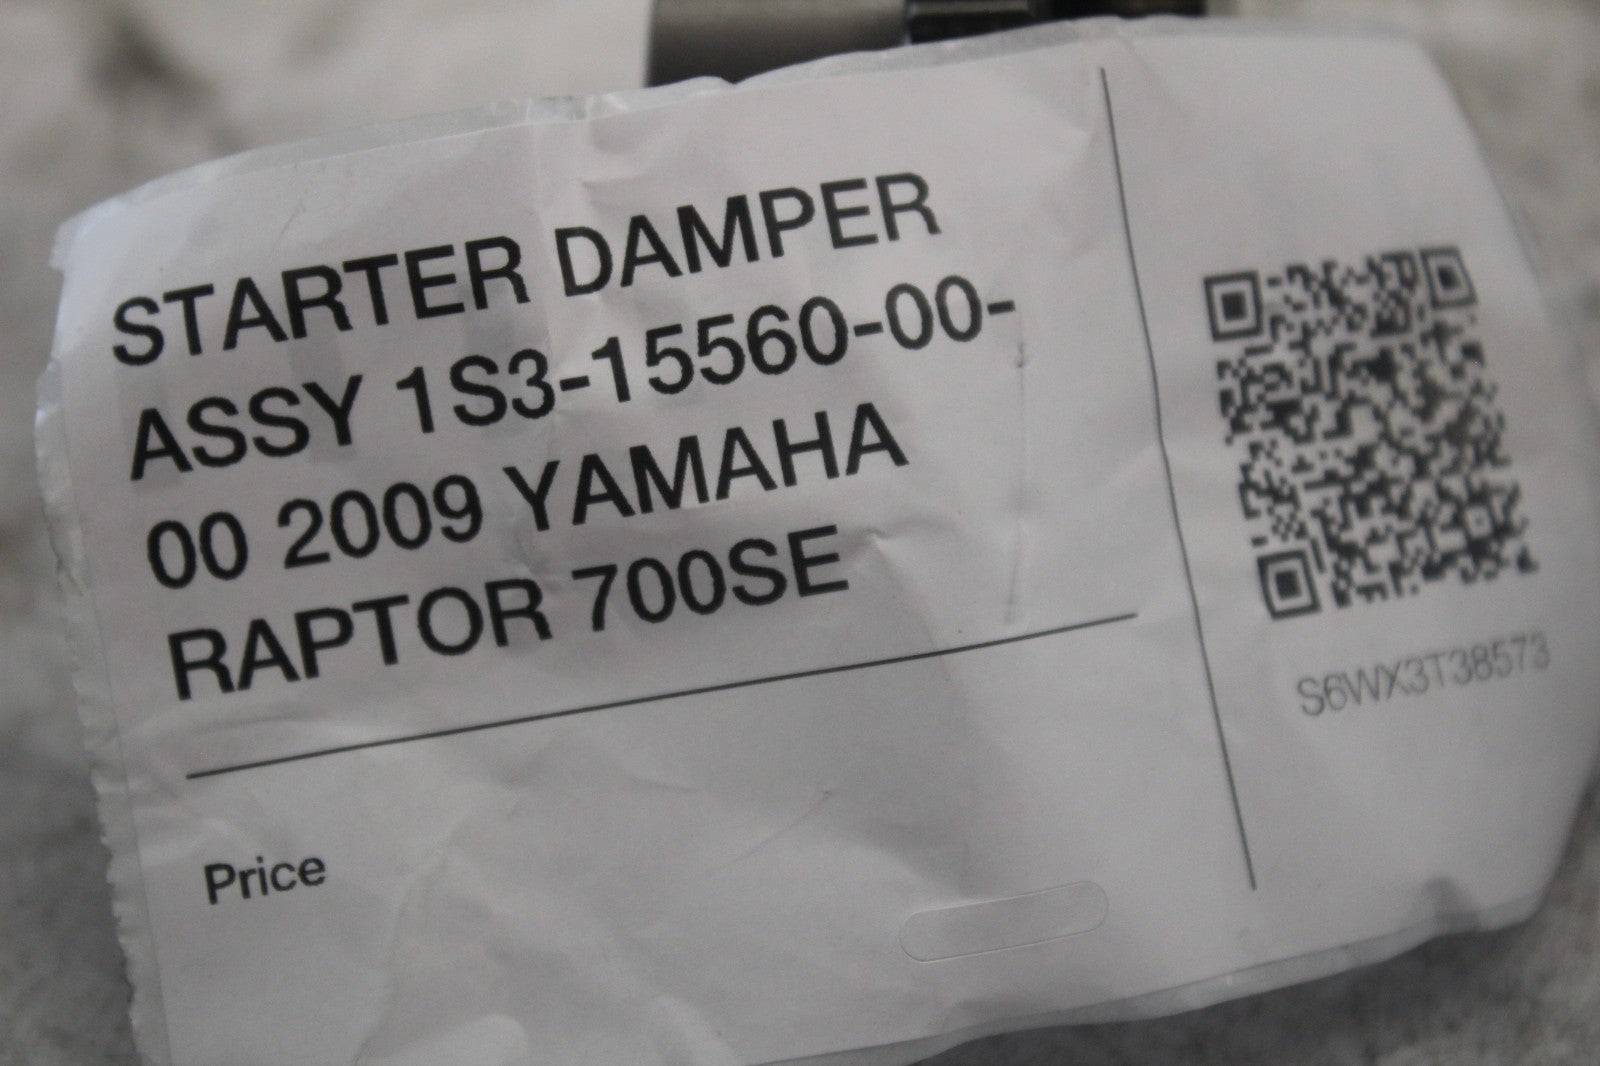 STARTER DAMPER
ASSY 1S3-15560-00-
00 2009 YAMAHA
RAPTOR 700SE
Price
S6WX3T38573